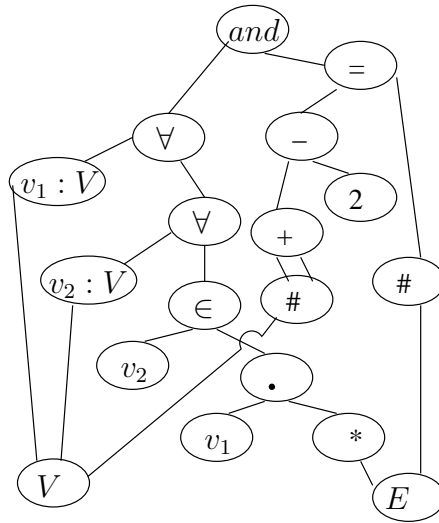 and
=
∀
−
v₁ : V
2
∀
+
v₂ : V
#
#
∈
v₂
.
v₁
*
V
E